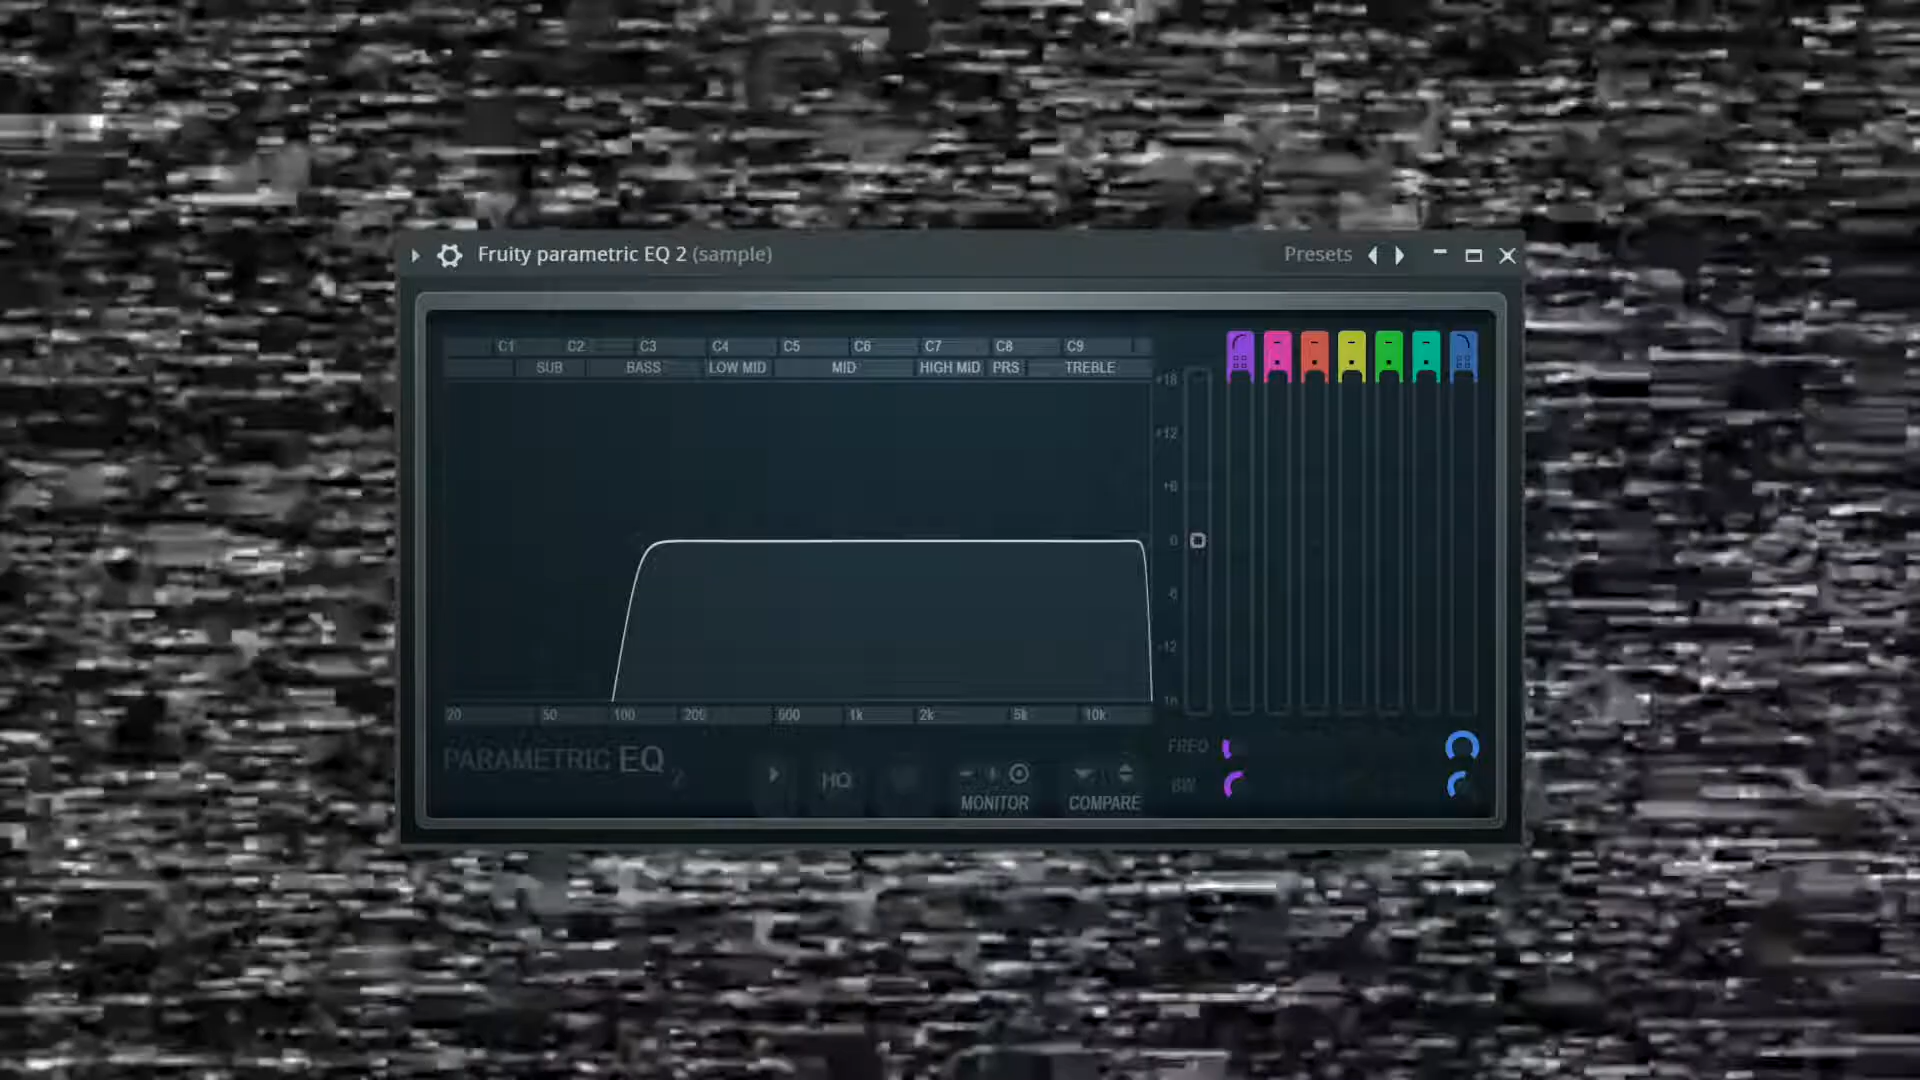 Fruity parametric EQ 2 (sample) Presets
C1 C2 C3 C4 C5 C6 C7 C8 C9
SUB BASS LOW MID MID HIGH MID PRS TREBLE
+18
+12
+6
0
-6
-12
20 50 100 200 500 1k 2k 5k 10k
PARAMETRIC EQ 2
HQ
MONITOR COMPARE
FREQ
BW